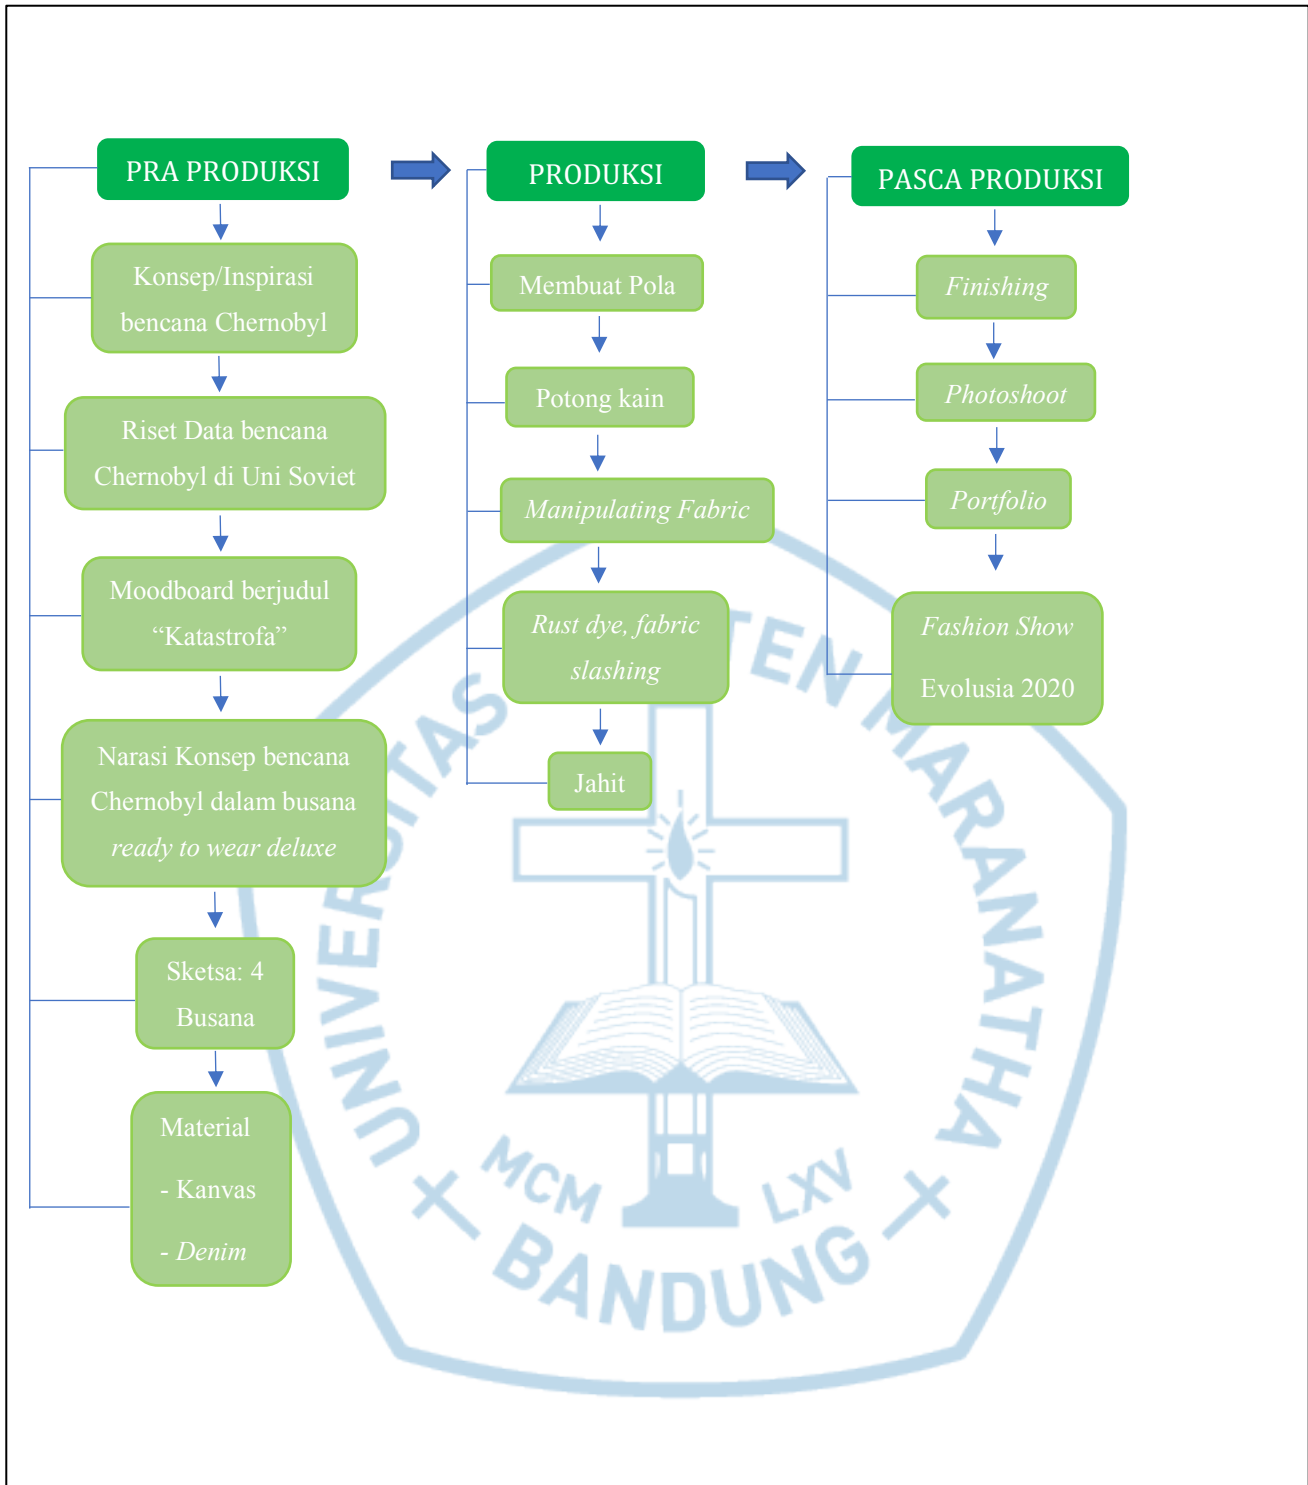 PRA PRODUKSI
Konsep/Inspirasi
bencana Chernobyl
Riset Data bencana
Chernobyl di Uni Soviet
Moodboard berjudul
“Katastrofa”
Narasi Konsep bencana
Chernobyl dalam busana
ready to wear deluxe
Sketsa: 4
Busana
Material
- Kanvas
- Denim
PRODUKSI
Membuat Pola
Potong kain
Manipulating Fabric
Rust dye, fabric
slashing
Jahit
PASCA PRODUKSI
Finishing
Photoshoot
Portfolio
Fashion Show
Evolusia 2020
UNIVERSITAS TEN MARANATHA
MCM LXV
BANDUNG